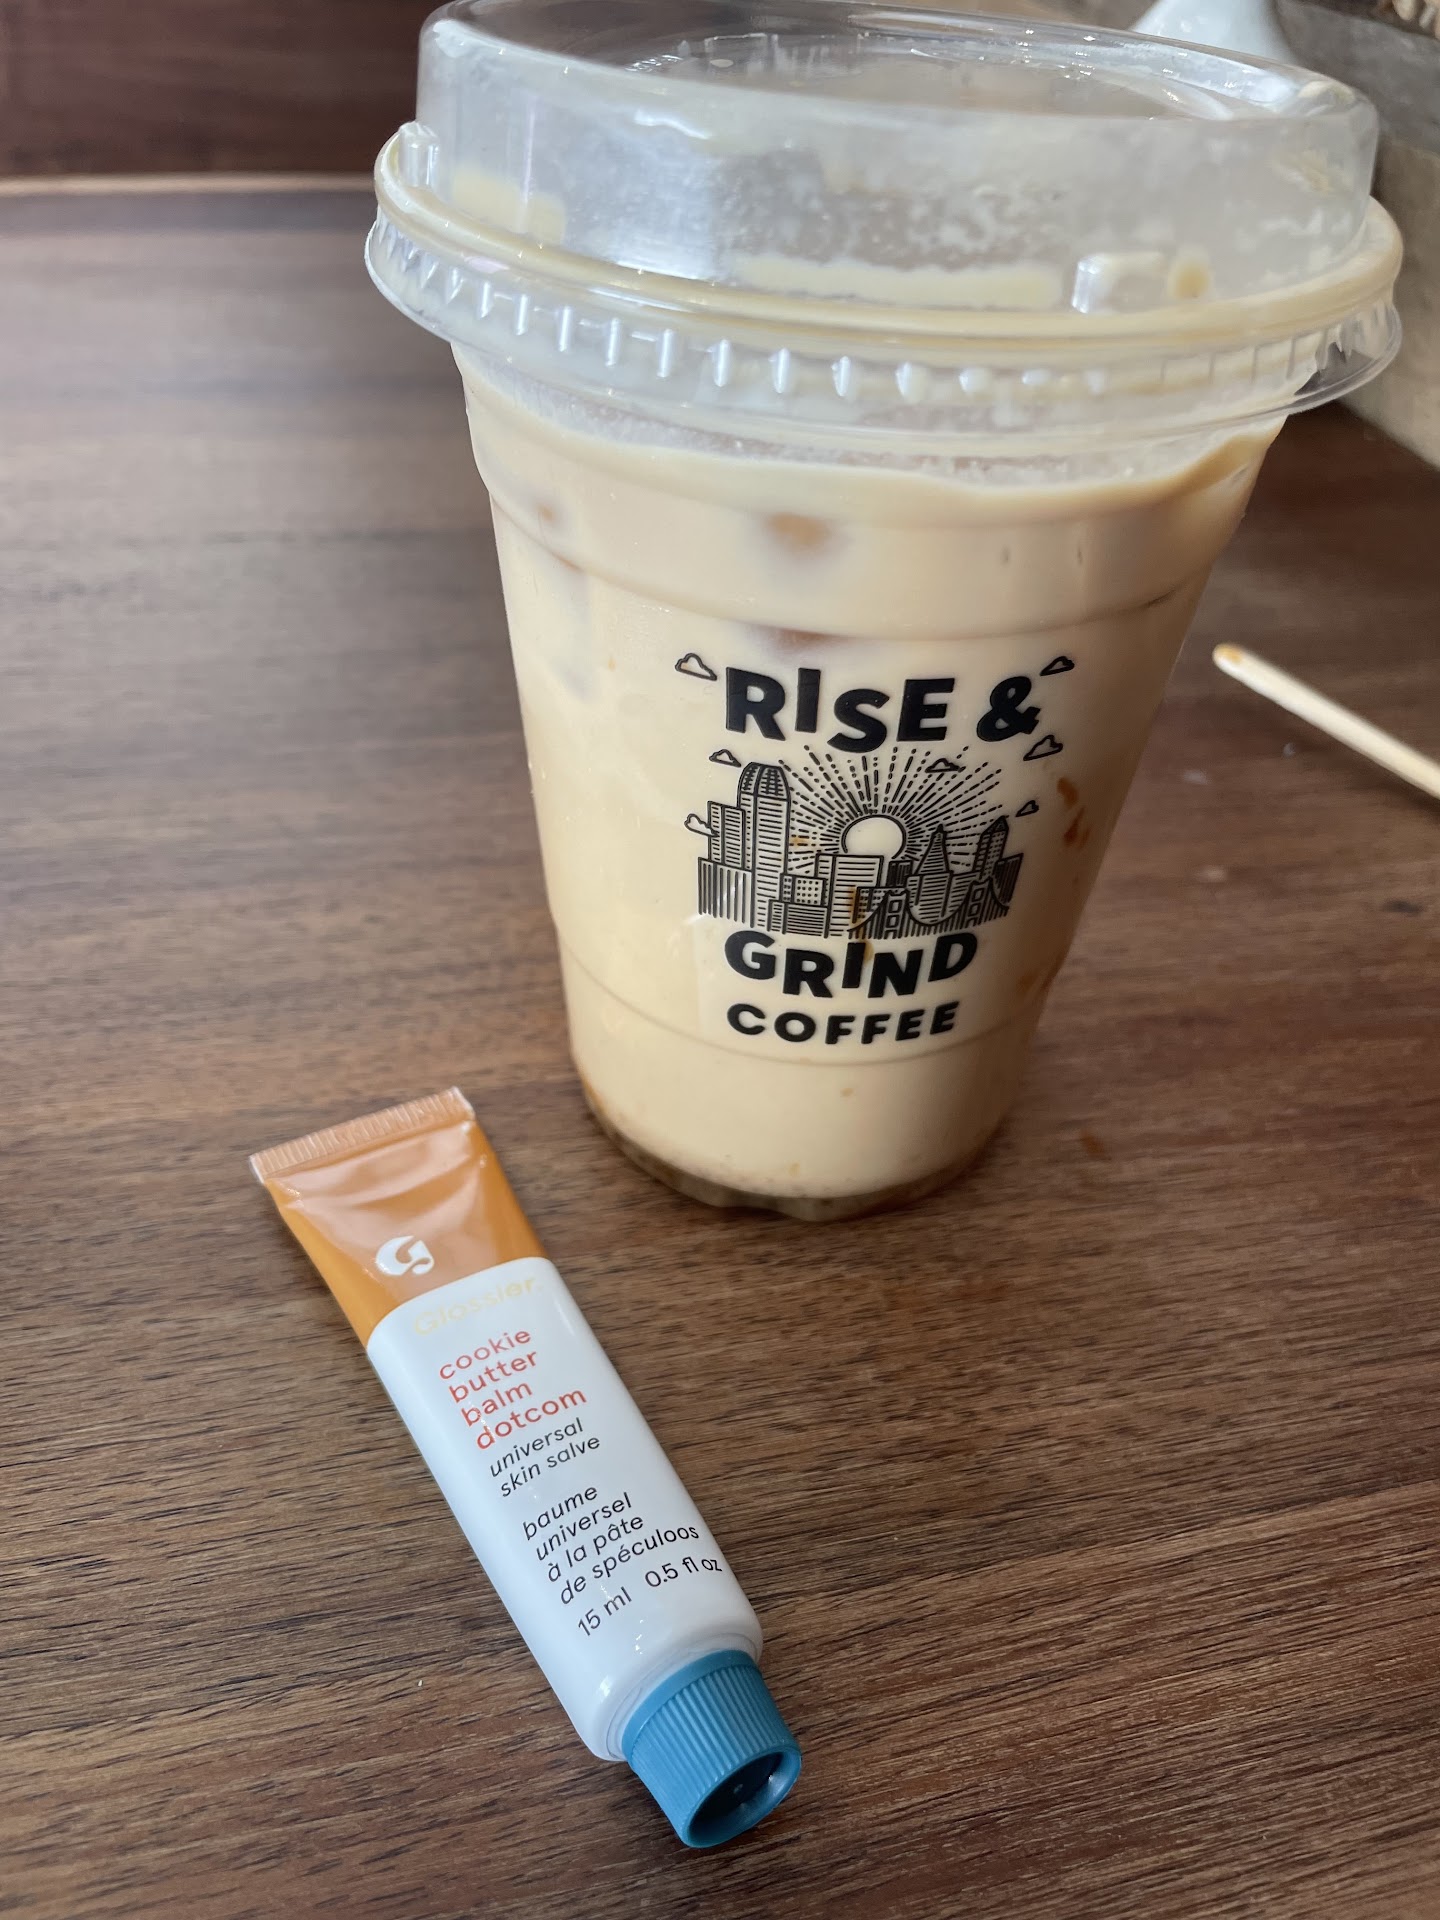 RISE &
GRIND
COFFEE
G
Glossier.
cookie
butter
balm
dotcom
universal
skin salve
baume
universel
à la pâte
de spéculoos
15 ml 0.5 fl oz